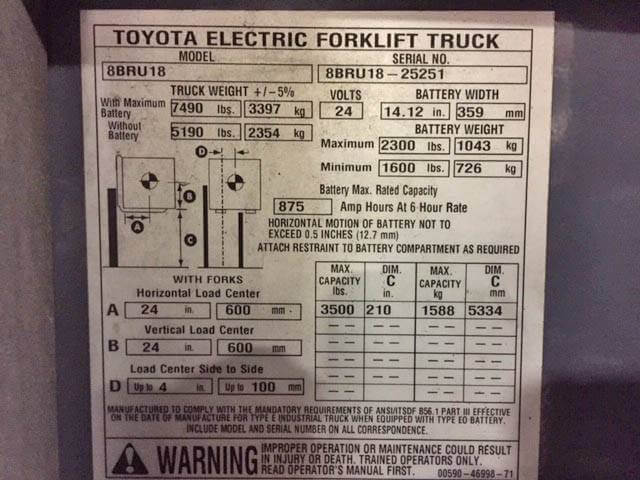 TOYOTA ELECTRIC FORKLIFT TRUCK
MODEL SERIAL NO.
8BRU18 8BRU18-25251
TRUCK WEIGHT +/-5% VOLTS BATTERY WIDTH
With Maximum Battery 7490 lbs. 3397 kg 24 14.12 in. 359 mm
Without Battery 5190 lbs. 2354 kg
BATTERY WEIGHT
Maximum 2300 lbs. 1043 kg
Minimum 1600 lbs. 726 kg
D
B
A
C
Battery Max. Rated Capacity
875 Amp Hours At 6 Hour Rate
HORIZONTAL MOTION OF BATTERY NOT TO
EXCEED 0.5 INCHES (12.7 mm)
ATTACH RESTRAINT TO BATTERY COMPARTMENT AS REQUIRED
WITH FORKS
Horizontal Load Center
A 24 in. 600 mm
Vertical Load Center
B 24 in. 600 mm
Load Center Side to Side
D Up to 4 in. Up to 100 mm
MAX. CAPACITY lbs. DIM. C in. MAX. CAPACITY kg DIM. C mm
3500 210 1588 5334
-- -- -- --
-- -- -- --
-- -- -- --
-- -- -- --
MANUFACTURED TO COMPLY WITH THE MANDATORY REQUIREMENTS OF ANSI/ITSDF B56.1 PART III EFFECTIVE
ON THE DATE OF MANUFACTURE FOR TYPE E INDUSTRIAL TRUCK WHEN EQUIPPED WITH TYPE EO BATTERY.
INCLUDE MODEL AND SERIAL NUMBER ON ALL CORRESPONDENCE.
WARNING
IMPROPER OPERATION OR MAINTENANCE COULD RESULT
IN INJURY OR DEATH. TRAINED OPERATORS ONLY.
READ OPERATOR'S MANUAL FIRST. 00590-46998-71